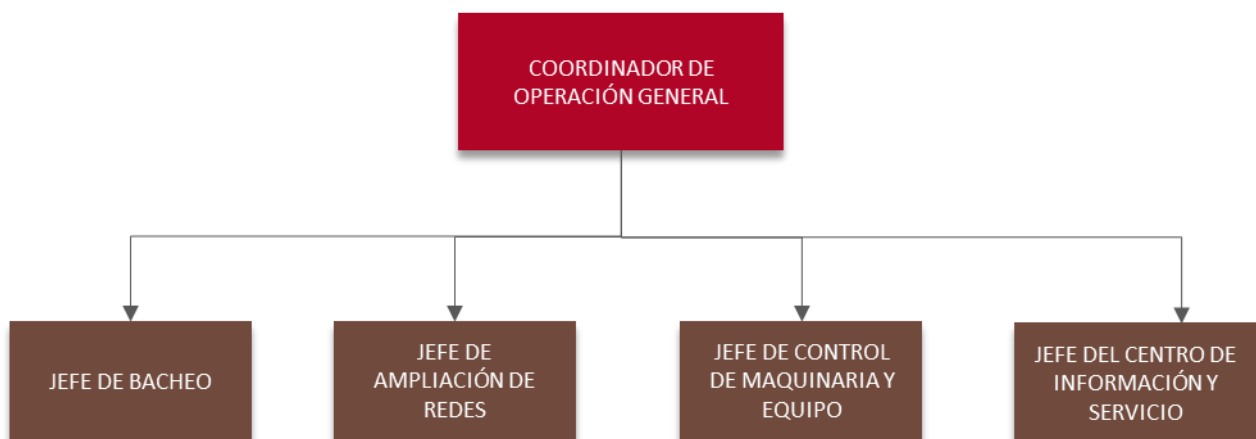 COORDINADOR DE
OPERACIÓN GENERAL
JEFE DE BACHEO
JEFE DE
AMPLIACIÓN DE
REDES
JEFE DE CONTROL
DE MAQUINARIA Y
EQUIPO
JEFE DEL CENTRO DE
INFORMACIÓN Y
SERVICIO